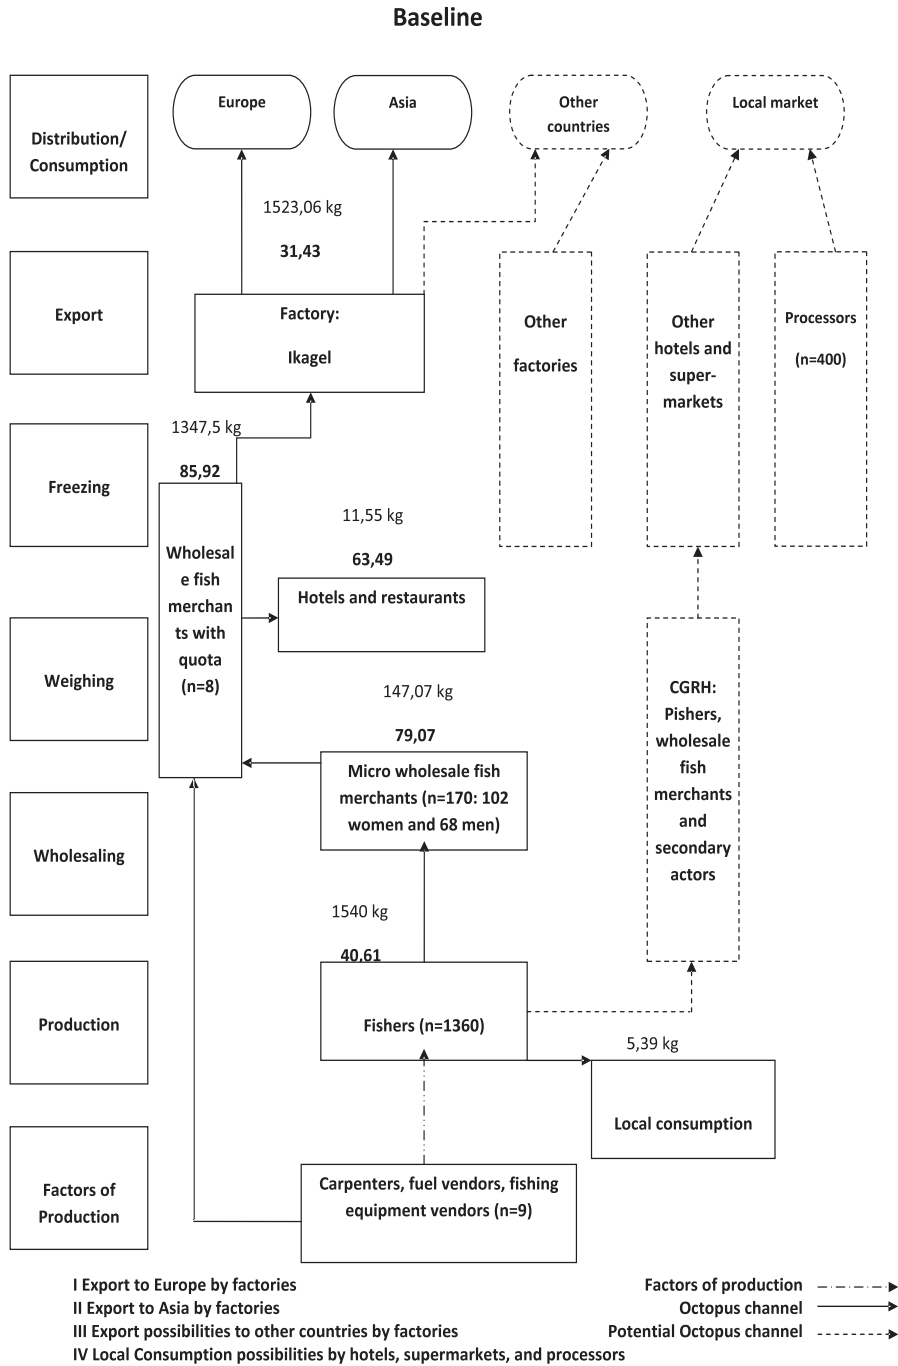 Baseline
Distribution/
Consumption
Europe
Asia
Other
countries
Local market
1523,06 kg
31,43
Export
Factory:
Ikagel
Other
factories
Other
hotels and
super-
markets
Processors
(n=400)
1347,5 kg
85,92
Freezing
11,55 kg
63,49
Wholesal
e fish
merchan
ts with
quota
(n=8)
Hotels and restaurants
Weighing
147,07 kg
79,07
CGRH:
Pishers,
wholesale
fish
merchants
and
secondary
actors
Micro wholesale fish
merchants (n=170: 102
women and 68 men)
Wholesaling
1540 kg
40,61
Production
Fishers (n=1360)
5,39 kg
Local consumption
Factors of
Production
Carpenters, fuel vendors, fishing
equipment vendors (n=9)
I Export to Europe by factories
II Export to Asia by factories
III Export possibilities to other countries by factories
IV Local Consumption possibilities by hotels, supermarkets, and processors
Factors of production
Octopus channel
Potential Octopus channel